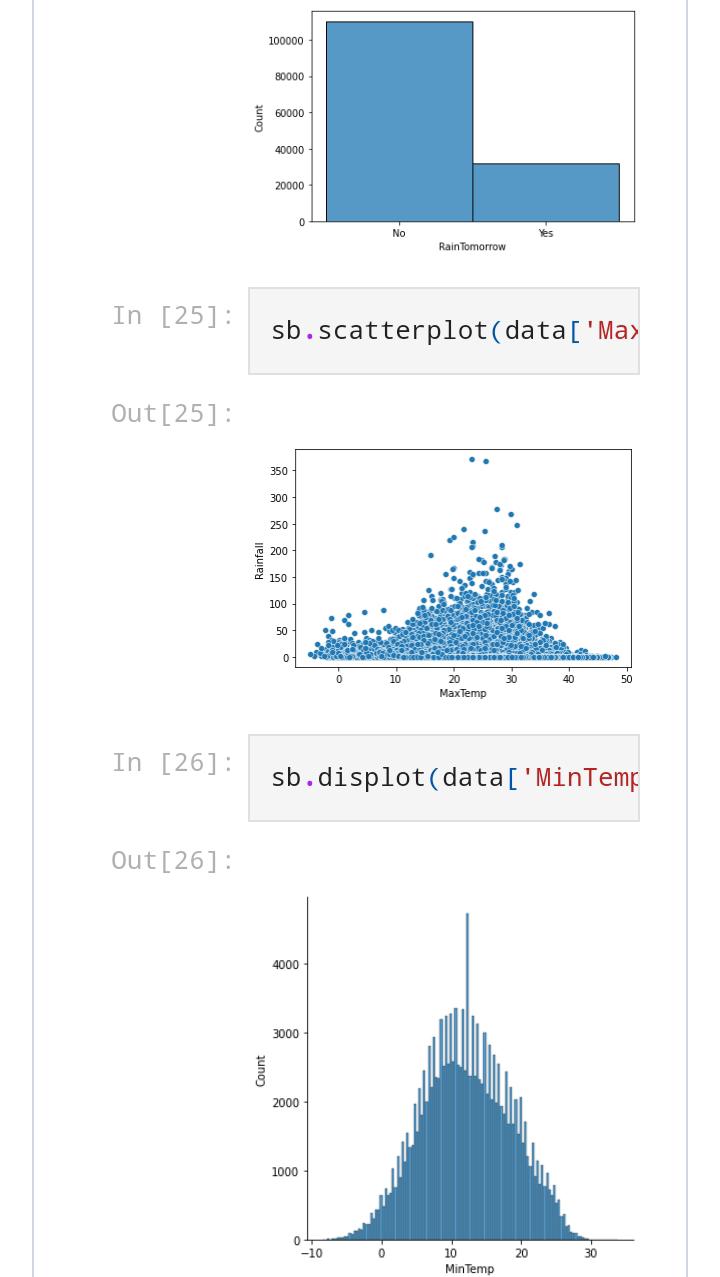 100000
80000
60000
40000
20000
0
Count
No Yes
RainTomorrow
In [25]: sb.scatterplot(data['Max
Out[25]:
350
300
250
200
150
100
50
0
Rainfall
0 10 20 30 40 50
MaxTemp
In [26]: sb.displot(data['MinTemp
Out[26]:
4000
3000
2000
1000
0
Count
−10 0 10 20 30
MinTemp